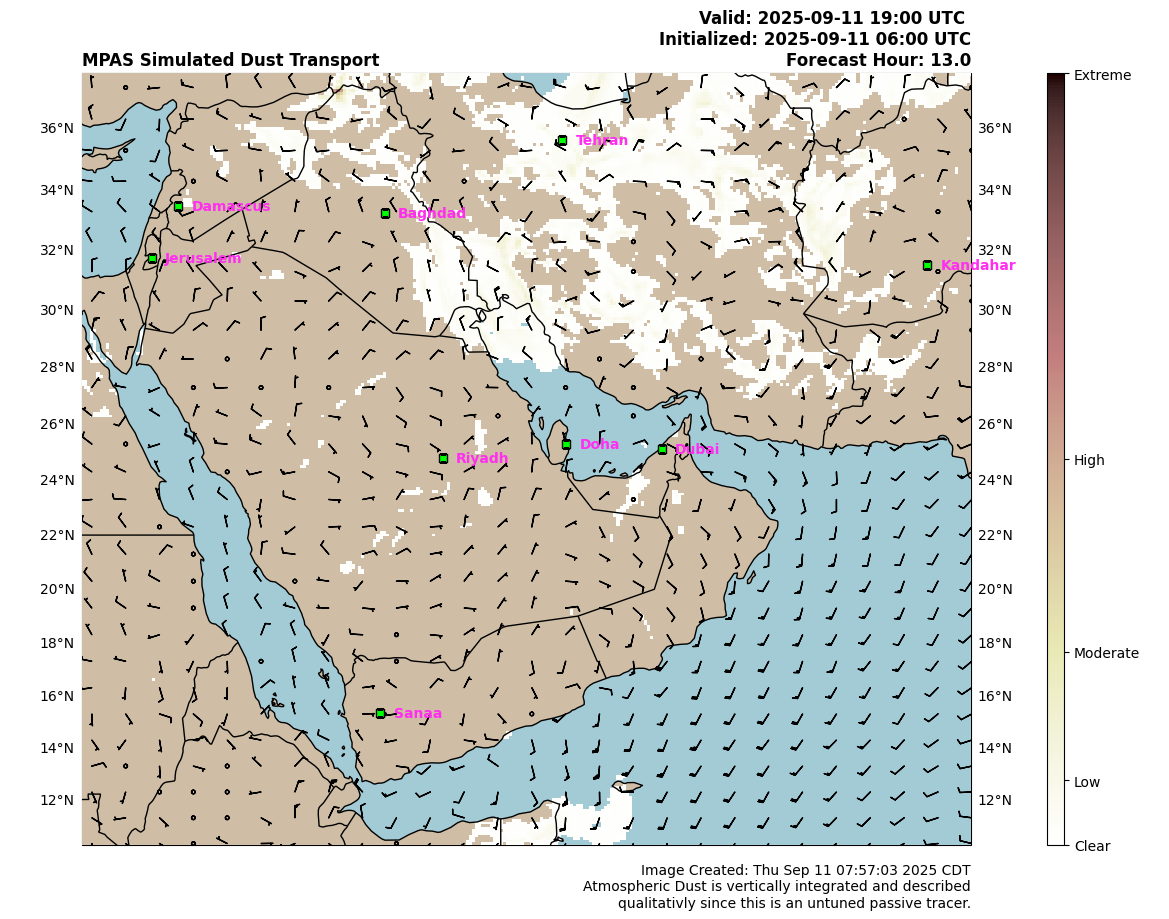 Valid: 2025-09-11 19:00 UTC
Initialized: 2025-09-11 06:00 UTC
MPAS Simulated Dust Transport
Forecast Hour: 13.0
Extreme
High
Moderate
Low
Clear
36°N
34°N
32°N
30°N
28°N
26°N
24°N
22°N
20°N
18°N
16°N
14°N
12°N
36°N
34°N
32°N
30°N
28°N
26°N
24°N
22°N
20°N
18°N
16°N
14°N
12°N
Tehran
Damascus
Baghdad
Jerusalem
Kandahar
Doha
Dubai
Riyadh
Sanaa
Image Created: Thu Sep 11 07:57:03 2025 CDT
Atmospheric Dust is vertically integrated and described
qualitativly since this is an untuned passive tracer.